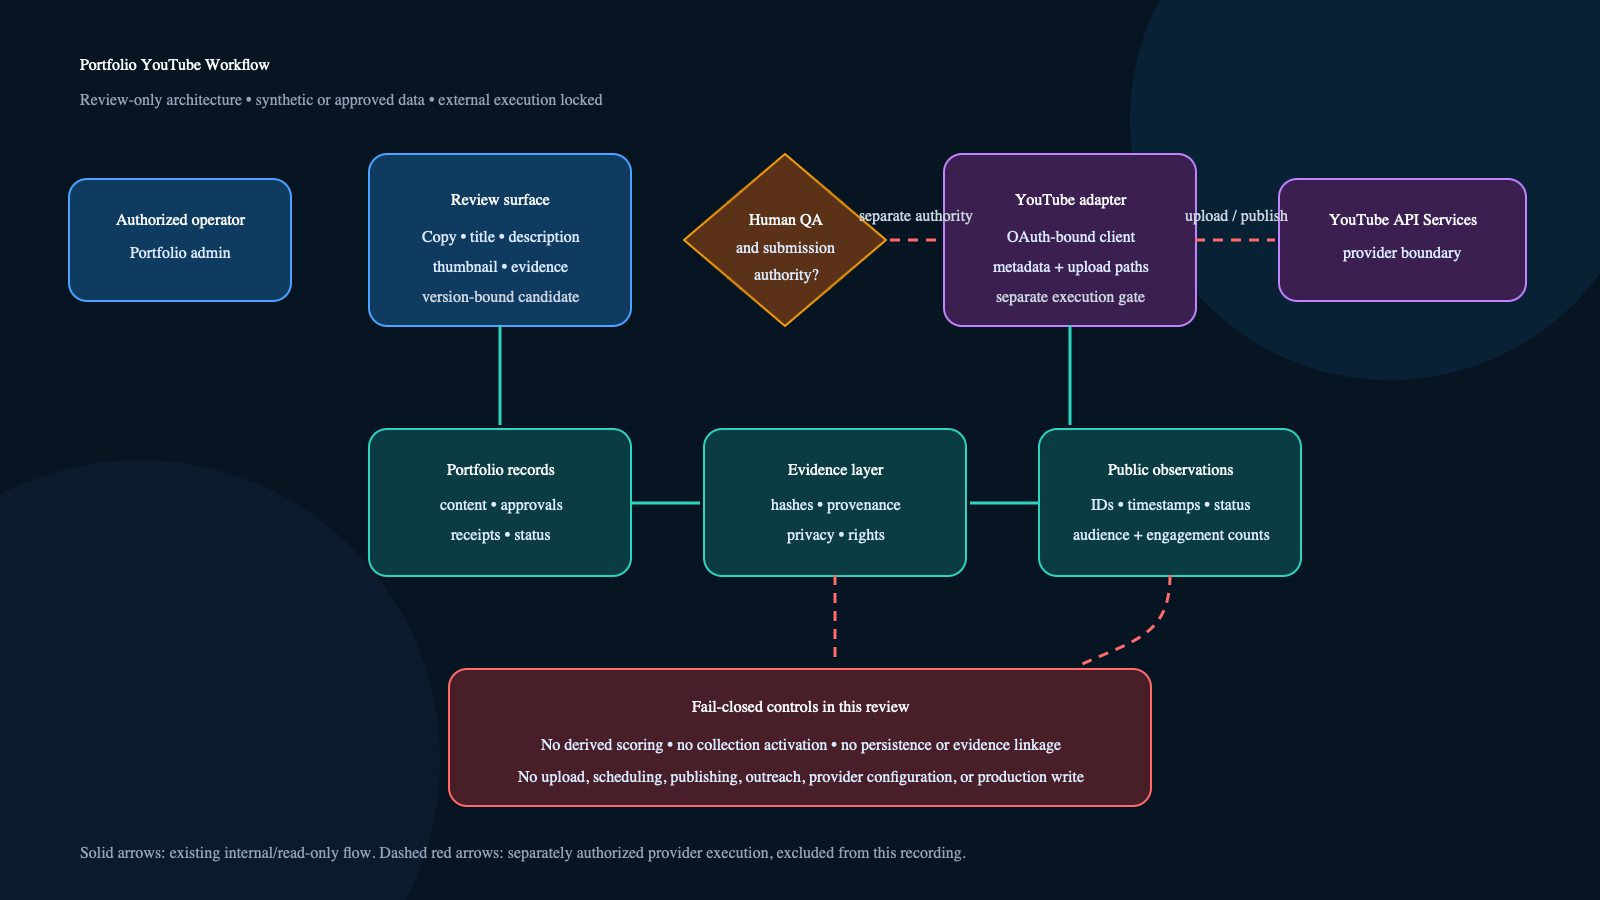 Portfolio YouTube Workflow
Review-only architecture • synthetic or approved data • external execution locked
Authorized operator
Portfolio admin
Review surface
Copy • title • description
thumbnail • evidence
version-bound candidate
Human QA
and submission
authority?
separate authority
YouTube adapter
OAuth-bound client
metadata + upload paths
separate execution gate
upload / publish
YouTube API Services
provider boundary
Portfolio records
content • approvals
receipts • status
Evidence layer
hashes • provenance
privacy • rights
Public observations
IDs • timestamps • status
audience + engagement counts
Fail-closed controls in this review
No derived scoring • no collection activation • no persistence or evidence linkage
No upload, scheduling, publishing, outreach, provider configuration, or production write
Solid arrows: existing internal/read-only flow. Dashed red arrows: separately authorized provider execution, excluded from this recording.